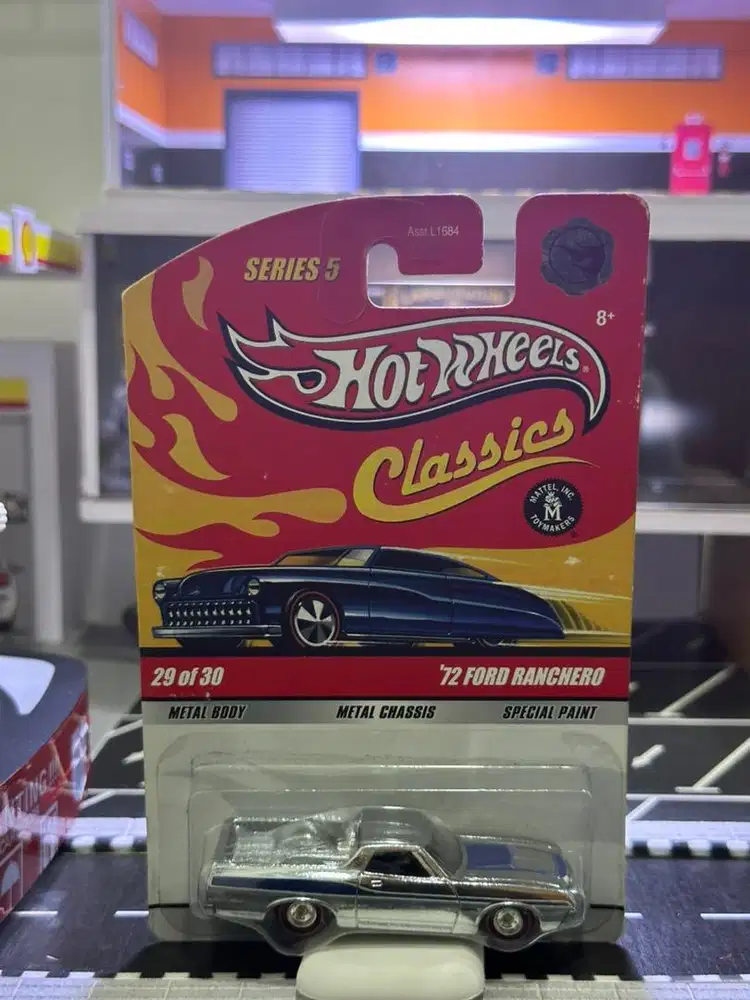 Asst.L1684
SERIES 5
8+
HOT WHEELS®
Classics
MATTEL, INC.
M
TOYMAKERS
®
29 of 30
'72 FORD RANCHERO
METAL BODY
METAL CHASSIS
SPECIAL PAINT